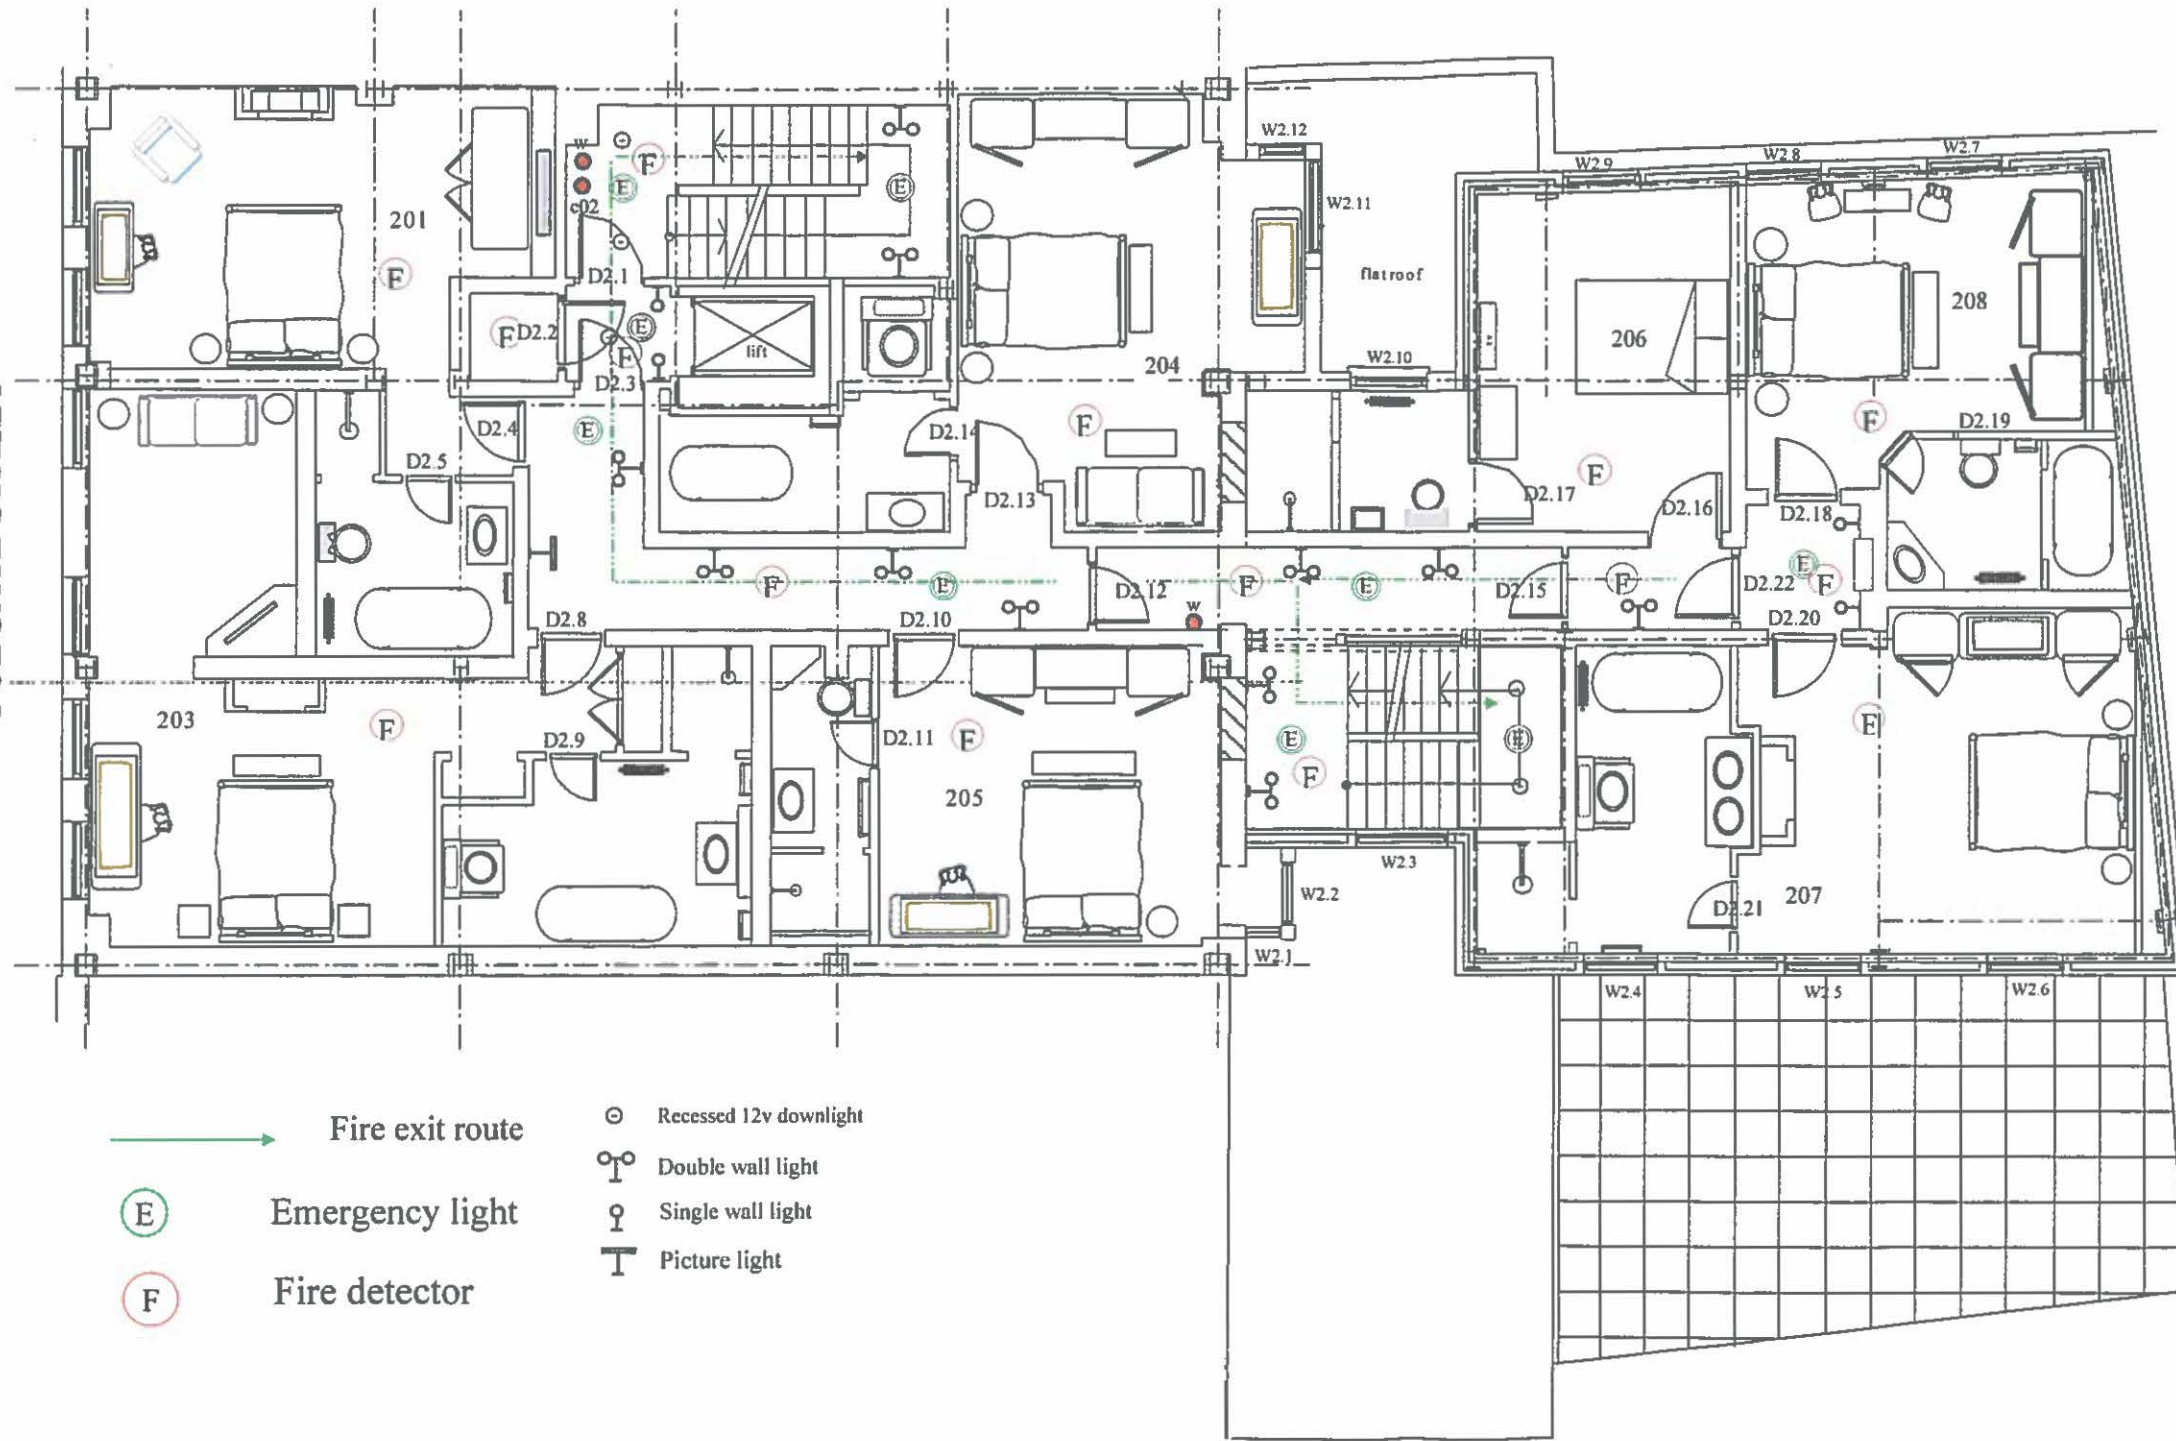 W2.12
W2.9
W2.8
W2.7
w
F
E
E
c02
W2.11
201
D2.1
F
flatroof
208
F
D2.2
E
F
lift
206
D2.3
W2.10
204
E
D2.4
D2.14
F
F
D2.19
D2.5
D2.13
F
D2.17
D2.16
D2.18
F
E
D2.12
F
E
D2.15
F
D2.22
E
F
w
D2.8
D2.10
D2.20
203
F
D2.9
D2.11
F
E
E
F
F
205
W2.3
W2.2
D2.21
207
W2.1
W2.4
W2.5
W2.6
Fire exit route
Recessed 12v downlight
Double wall light
E
Emergency light
Single wall light
Picture light
F
Fire detector